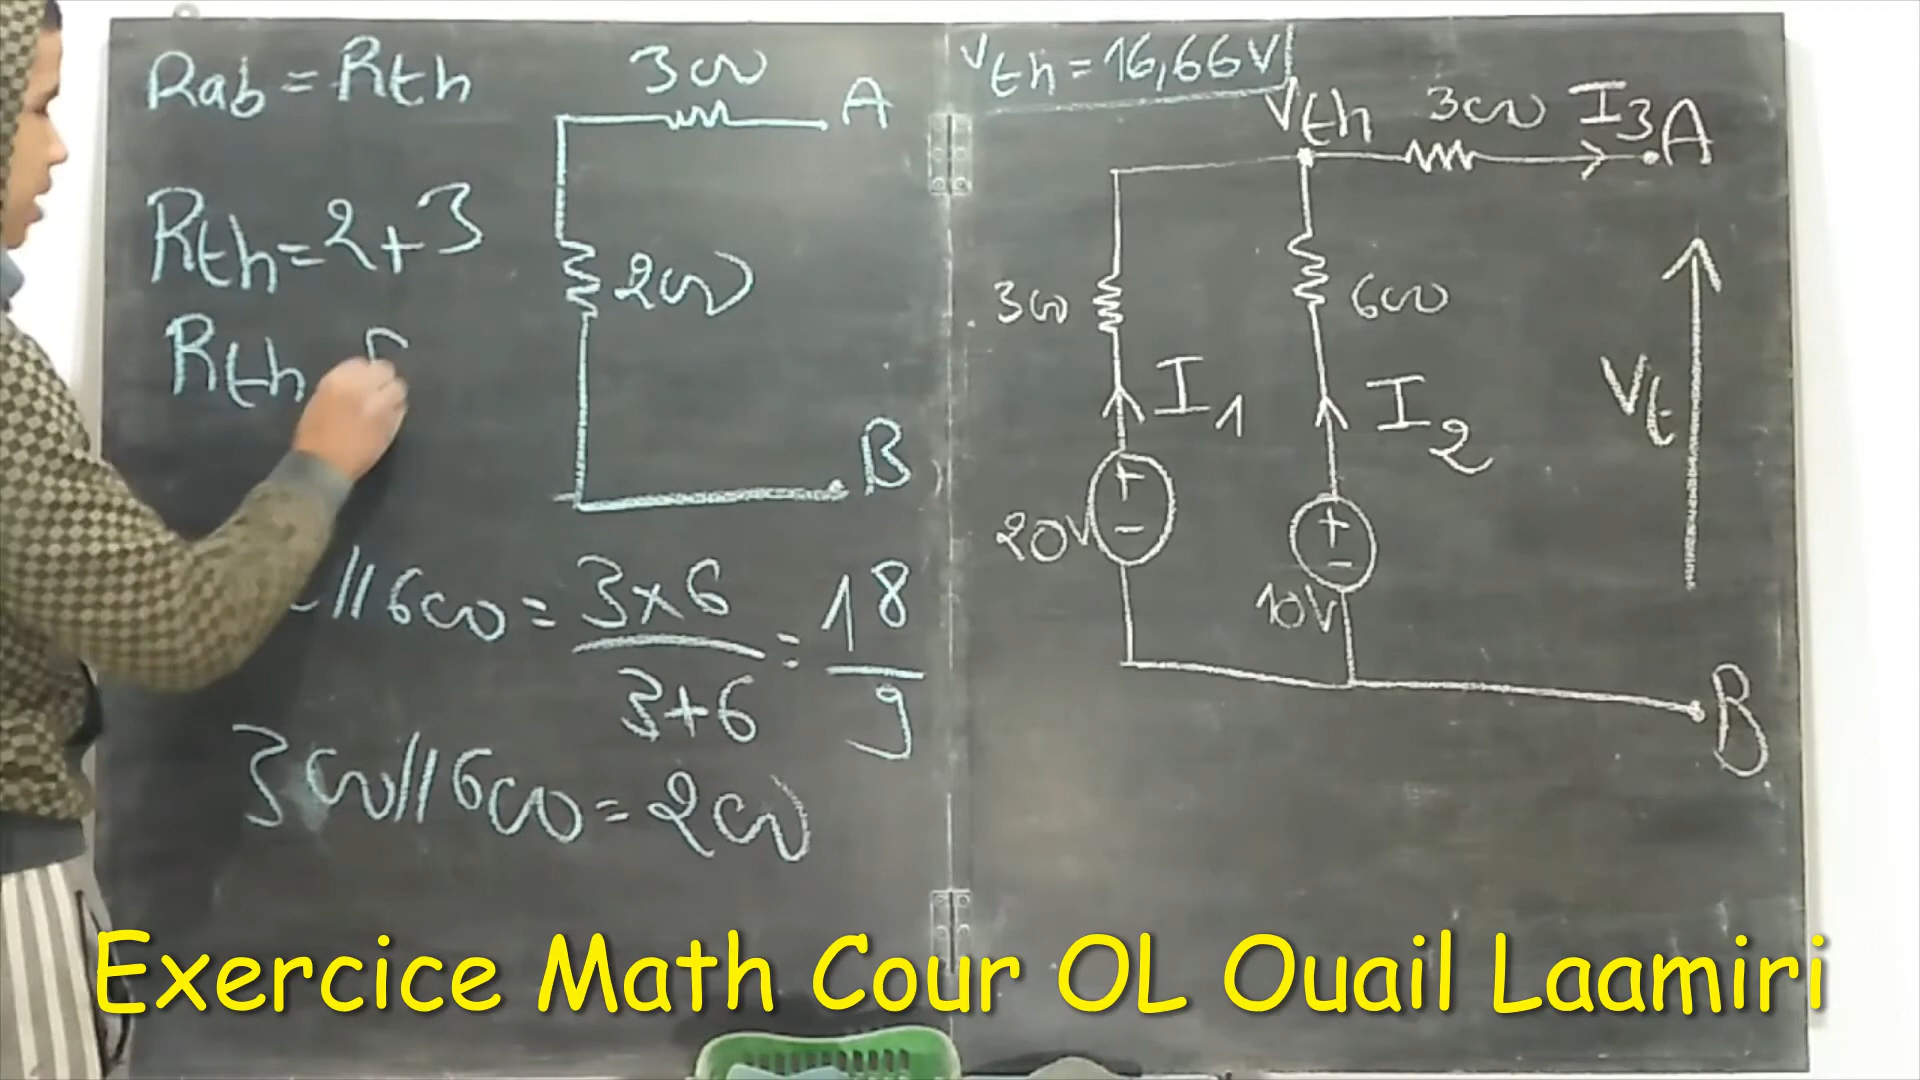 Rab = Rth
3ω
A
Rth = 2 + 3
2ω
Rth
B
// 6ω = 3×6 / 3+6 = 18 / 9
3ω // 6ω = 2ω
Vth = 16,66V
Vth
3ω
I3
A
3ω
6ω
I1
I2
Vt
20V
+
-
10V
+
-
B
Exercice Math Cour OL Ouail Laamiri